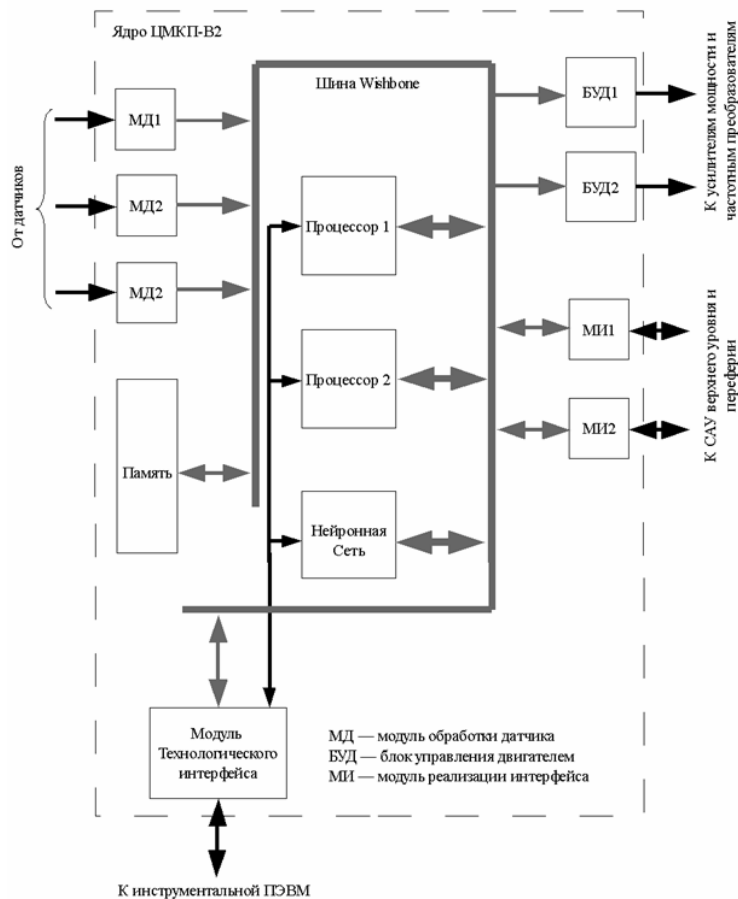 Ядро ЦМКП-В2
Шина Wishbone
От датчиков
МД1
МД2
МД2
Память
Процессор 1
Процессор 2
Нейронная
Сеть
БУД1
БУД2
МИ1
МИ2
К усилителям мощности и
частотным преобразователям
К САУ верхнего уровня и
переферии
Модуль
Технологического
интерфейса
МД — модуль обработки датчика
БУД — блок управления двигателем
МИ — модуль реализации интерфейса
К инструментальной ПЭВМ